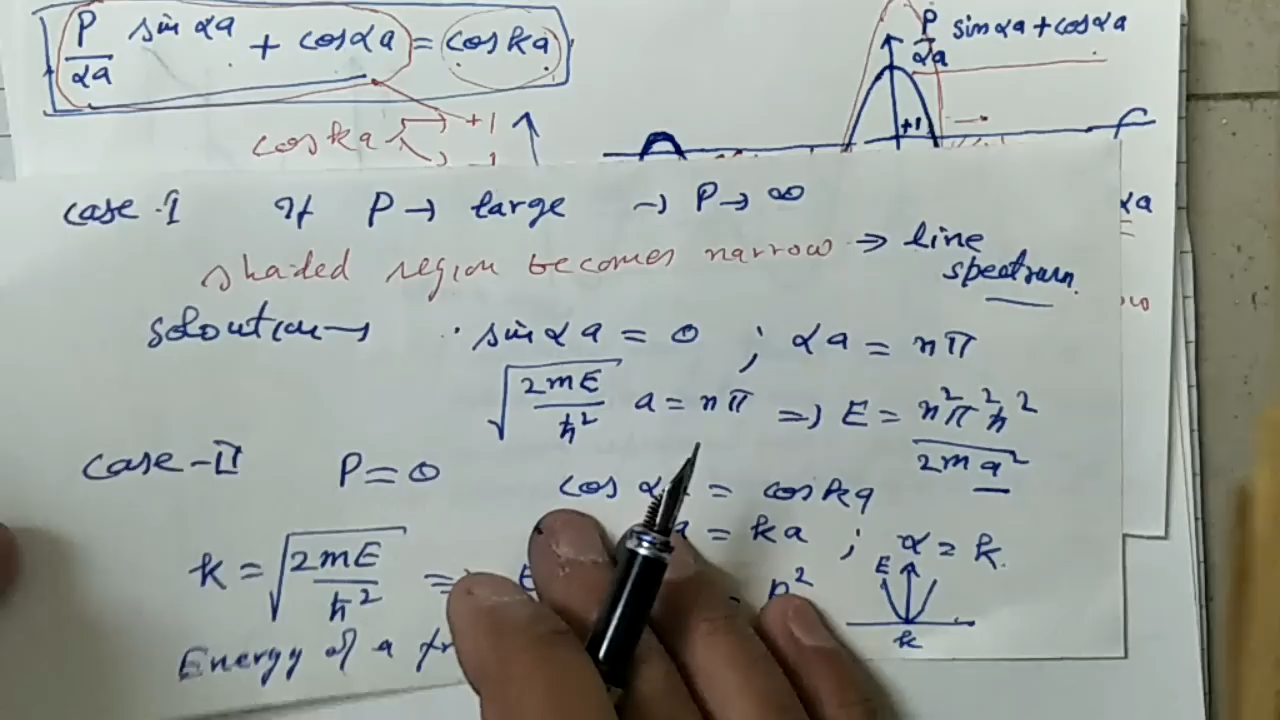 P/αa sin αa + cos αa = cos ka
P/αa sin αa + cos αa
cos ka +1
-1
+1
case-I If P → large → P → ∞
αa
shaded region becomes narrow ⇒ line
spectrum
solution → sin αa = 0 ; αa = nπ
√(2mE/ħ²) a = nπ ⇒ E = n²π²ħ²/2ma²
case-II P = 0
cos = cos ka
= ka ; α = k
k = √(2mE/ħ²) =
E
k
Energy of a